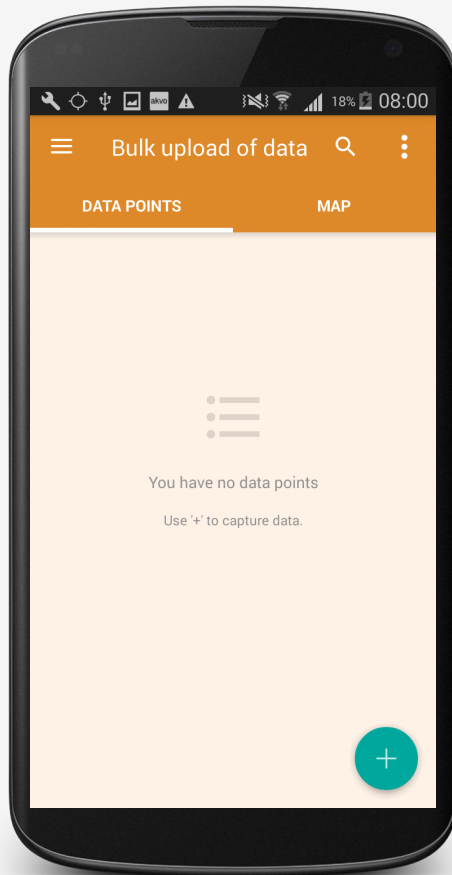 akvo 18% 08:00
Bulk upload of data
DATA POINTS MAP
You have no data points
Use '+' to capture data.